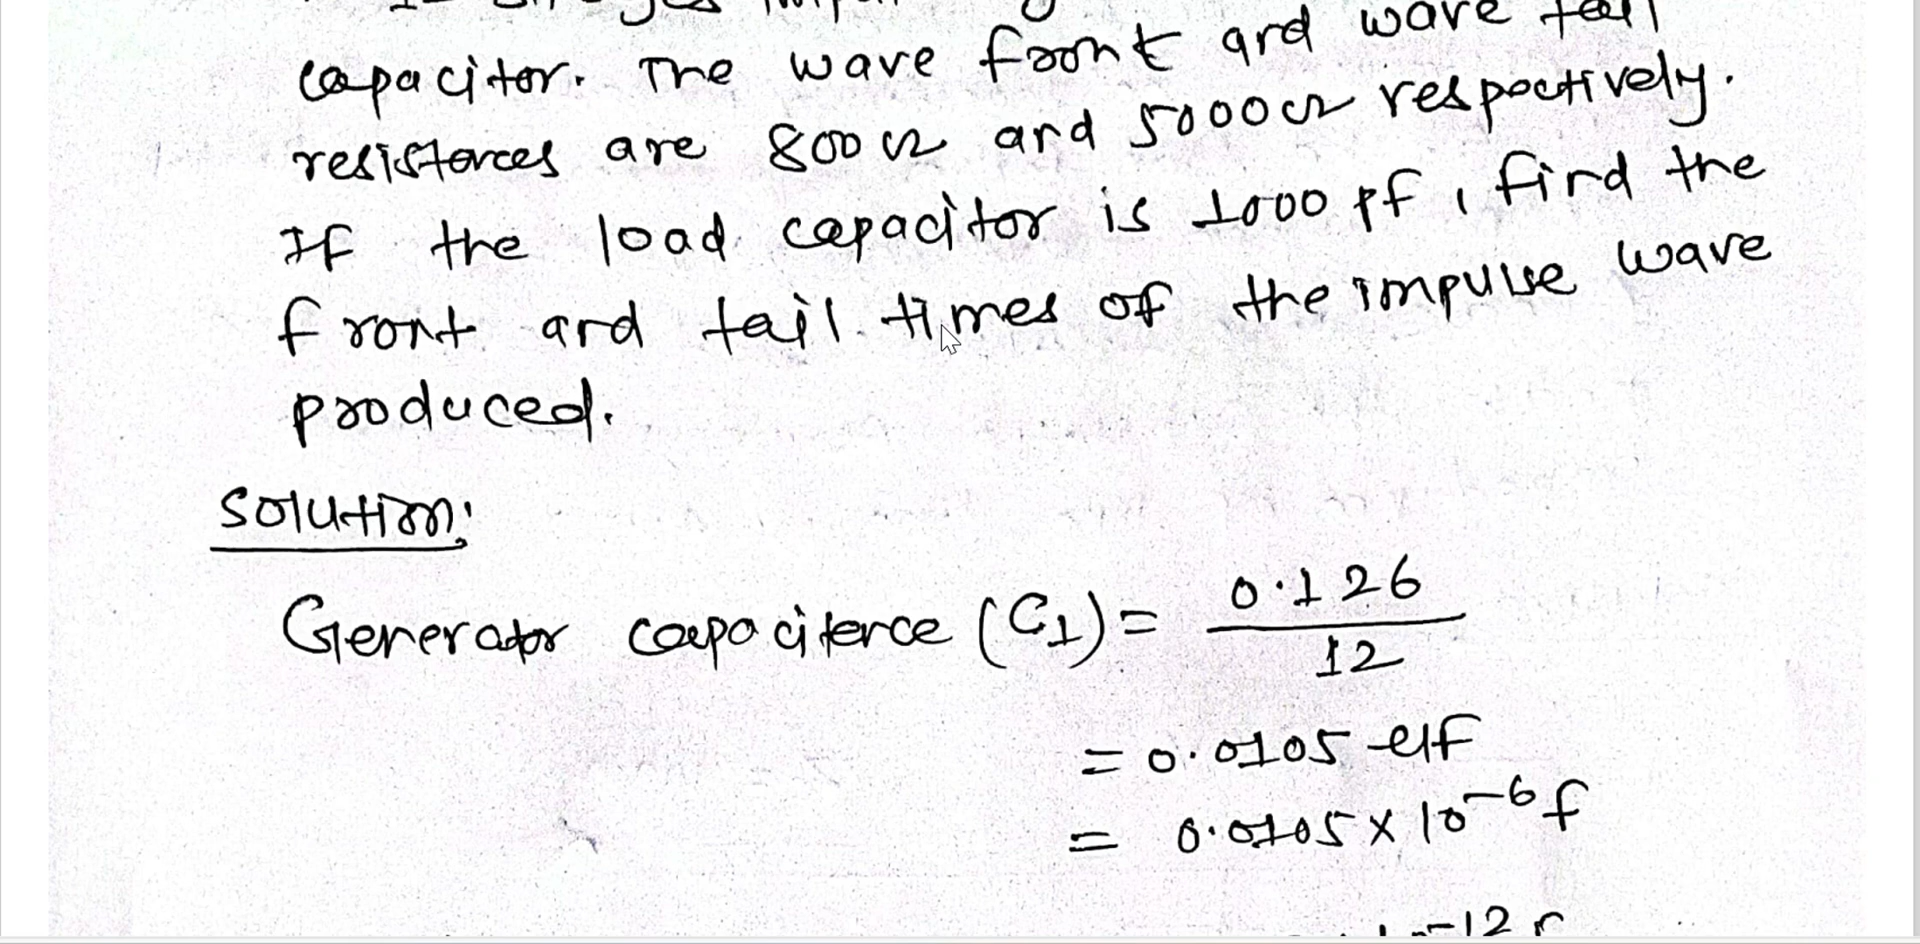 capacitor. The wave front and wave tail
resistances are 800 Ω and 5000 Ω respectively.
If the load capacitor is 1000 pf, find the
front and tail times of the impulse wave
produced.
Solution:
Generator capacitence (C1) = 0.126
12
= 0.0105 μf
= 0.0105 × 10^-6 f
-12